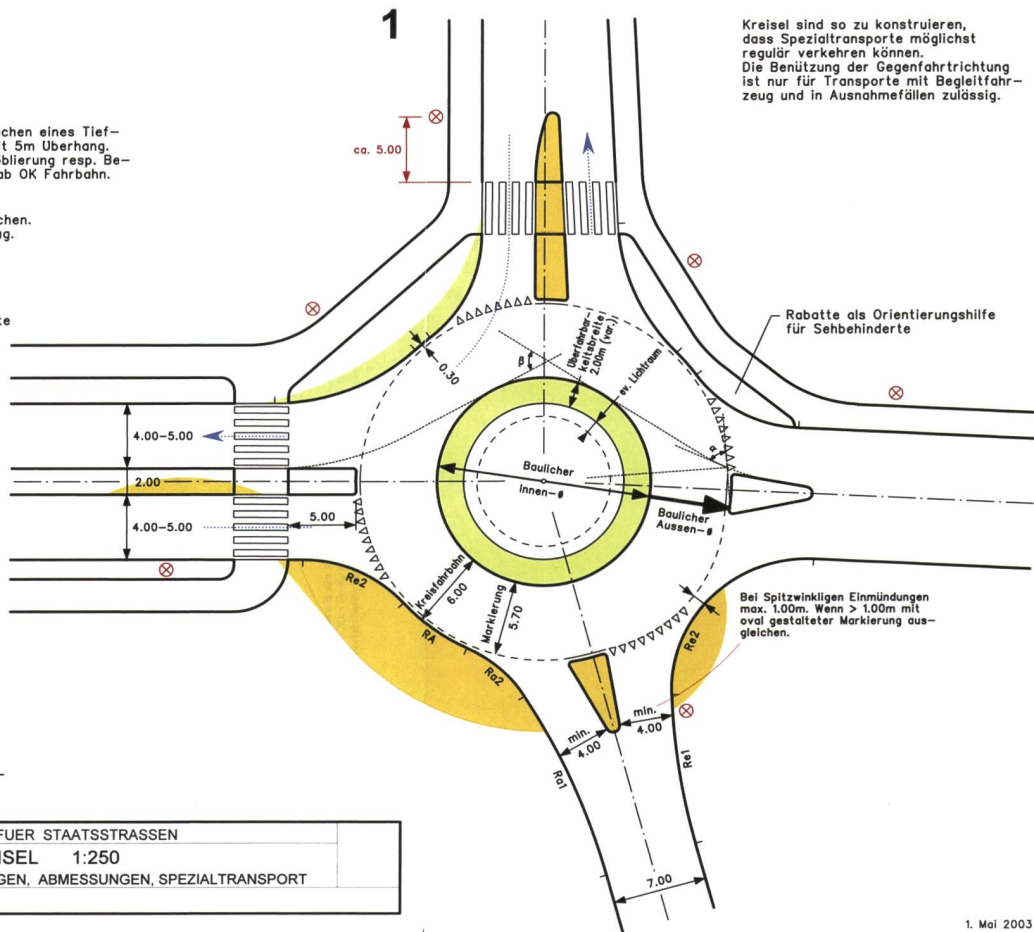 1
Kreisel sind so zu konstruieren,
dass Spezialtransporte möglichst
regulär verkehren können.
Die Benützung der Gegenfahrtrichtung
ist nur für Transporte mit Begleitfahr-
zeug und in Ausnahmefällen zulässig.
chen eines Tief-
t 5m Überhang.
blierung resp. Be-
ab OK Fahrbahn.
chen.
g.
te
ca. 5.00
Rabatte als Orientierungshilfe
für Sehbehinderte
β
Überfahrbar-
keitsbreite
2.00m (var.)
ev. Lichtraum
0.30
4.00-5.00
2.00
4.00-5.00
5.00
Baulicher
Innen-ø
Baulicher
Aussen-ø
α
Kreisfahrbahn
6.00
Markierung
5.70
Re2
RA
Ra2
Re2
Bei Spitzwinkligen Einmündungen
max. 1.00m. Wenn > 1.00m mit
oval gestalteter Markierung aus-
gleichen.
min.
4.00
min.
4.00
Ra1
Re1
7.00
FUER STAATSSTRASSEN
ISEL 1:250
GEN, ABMESSUNGEN, SPEZIALTRANSPORT
1. Mai 2003